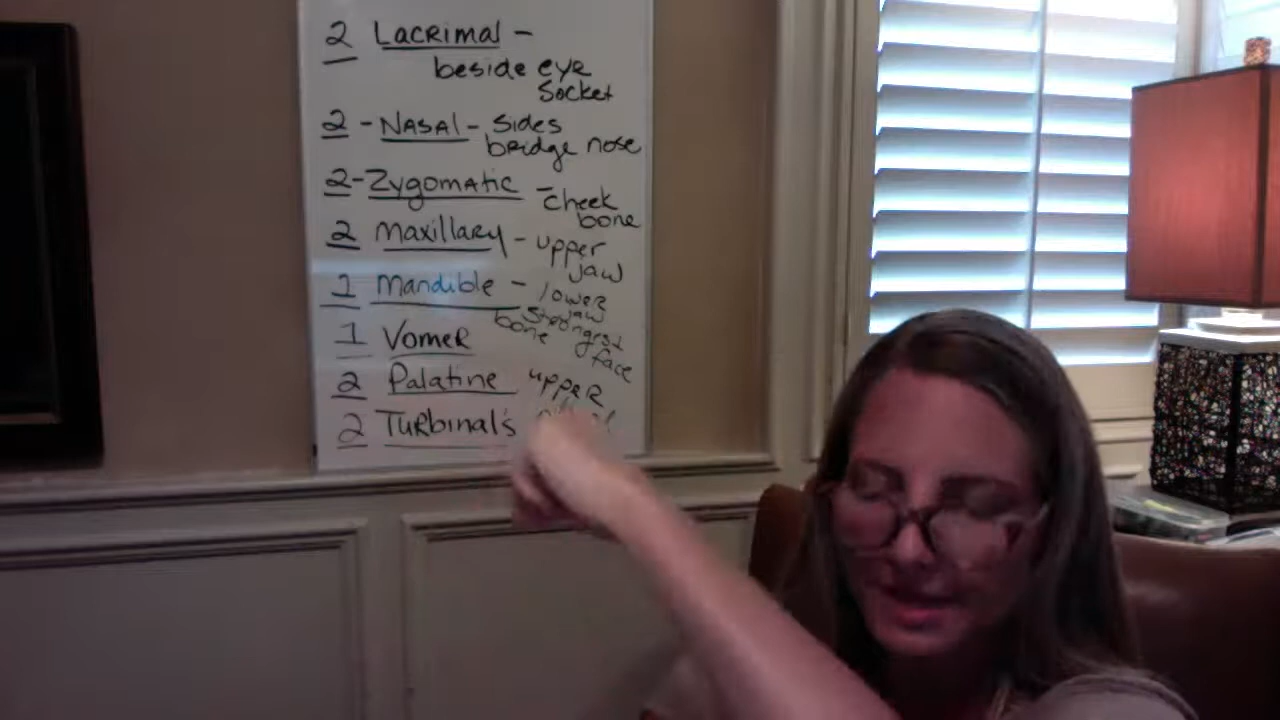 2 Lacrimal -
beside eye
Socket
2 - Nasal - sides
bridge nose
2 - Zygomatic - cheek
bone
2 Maxillary - upper
jaw
1 Mandible - lower
jaw
strongest
bone face
1 Vomer
2 Palatine upper
2 Turbinal's